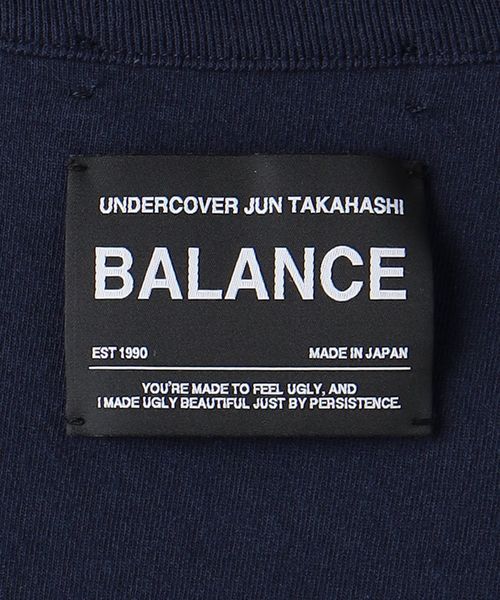 UNDERCOVER JUN TAKAHASHI
BALANCE
EST 1990 MADE IN JAPAN
YOU'RE MADE TO FEEL UGLY, AND
I MADE UGLY BEAUTIFUL JUST BY PERSISTENCE.